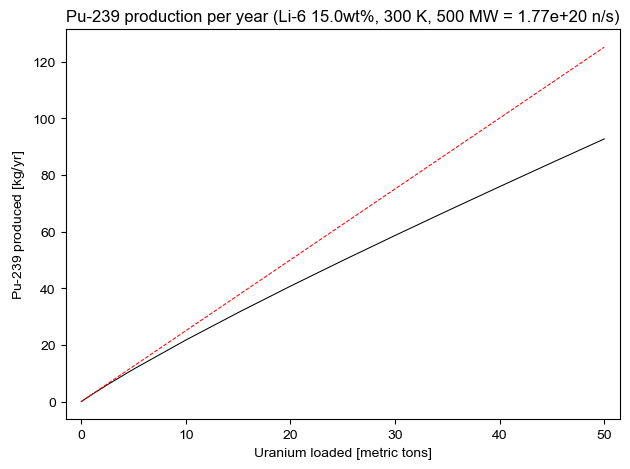 Pu-239 production per year (Li-6 15.0wt%, 300 K, 500 MW = 1.77e+20 n/s)
Pu-239 produced [kg/yr]
120
100
80
60
40
20
0
0 10 20 30 40 50
Uranium loaded [metric tons]